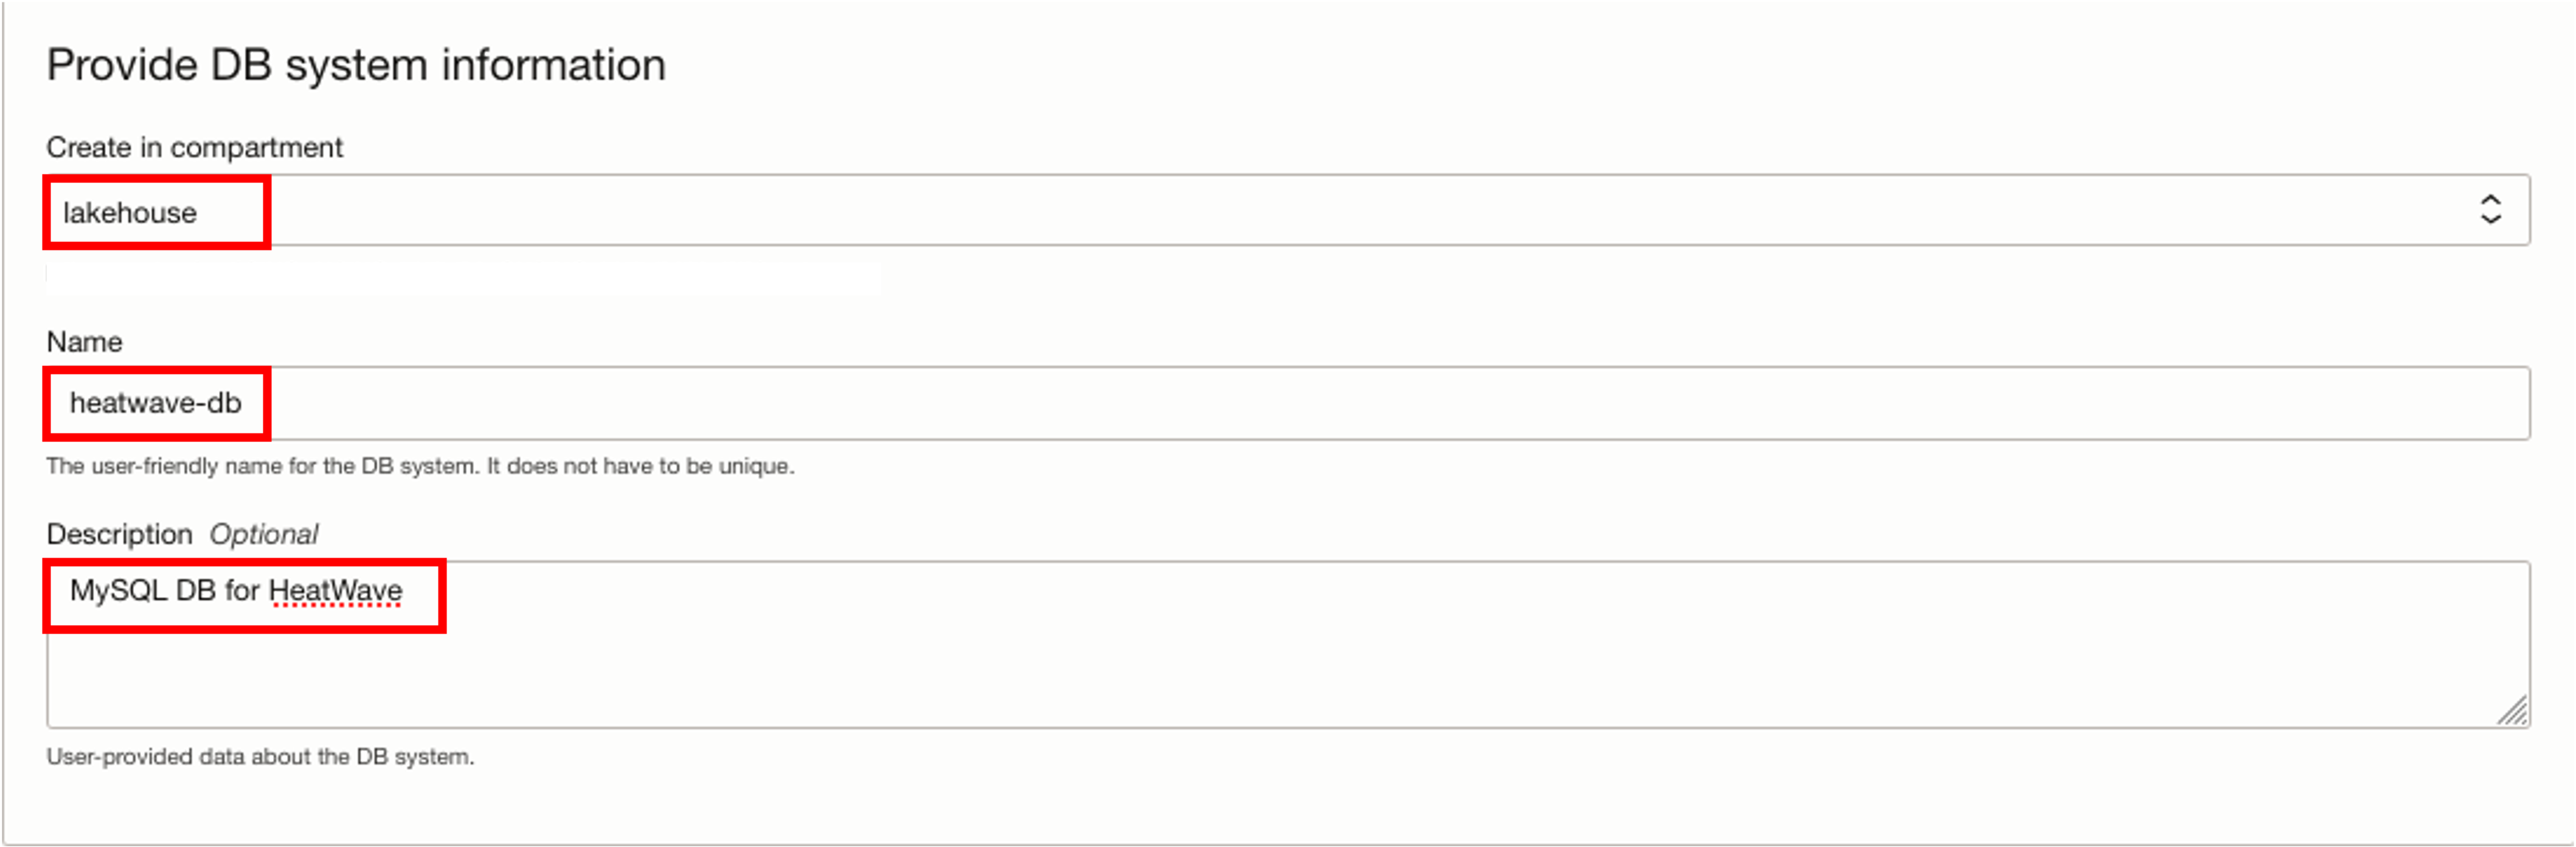 Provide DB system information
Create in compartment
lakehouse
Name
heatwave-db
The user-friendly name for the DB system. It does not have to be unique.
Description Optional
MySQL DB for HeatWave
User-provided data about the DB system.